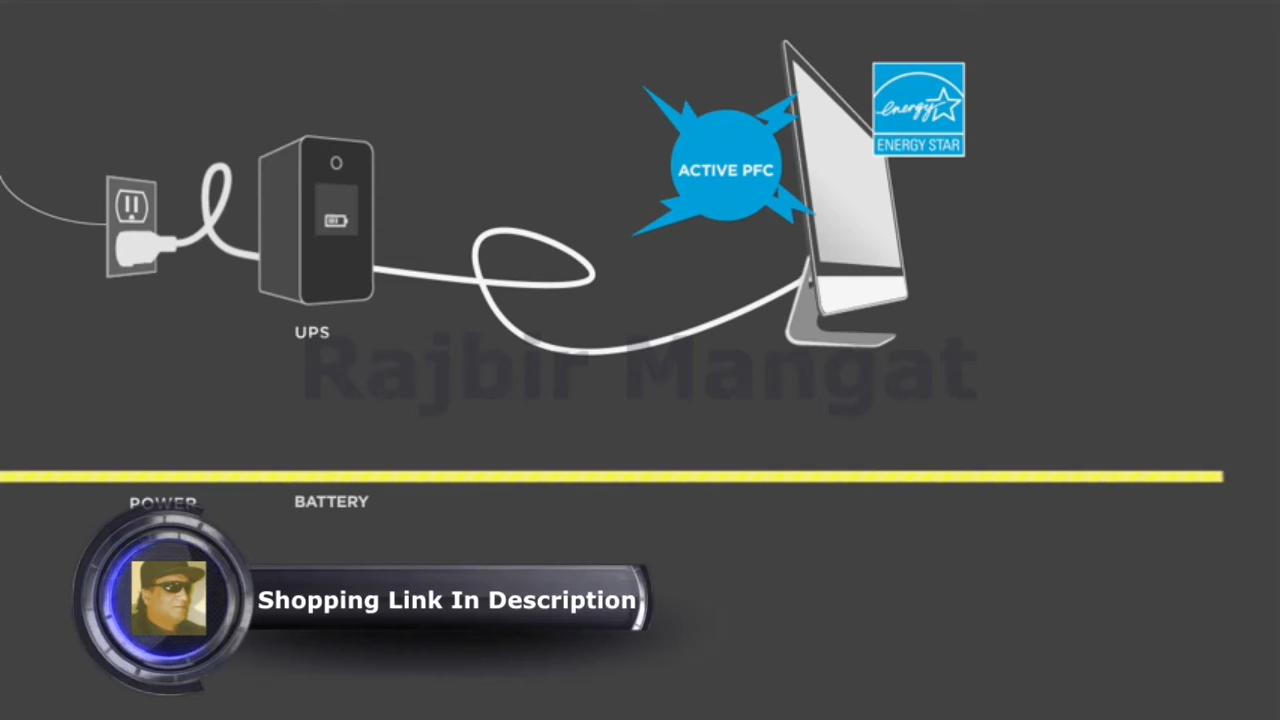 energy
ENERGY STAR
ACTIVE PFC
UPS
Rajbir Mangat
POWER
BATTERY
Shopping Link In Description